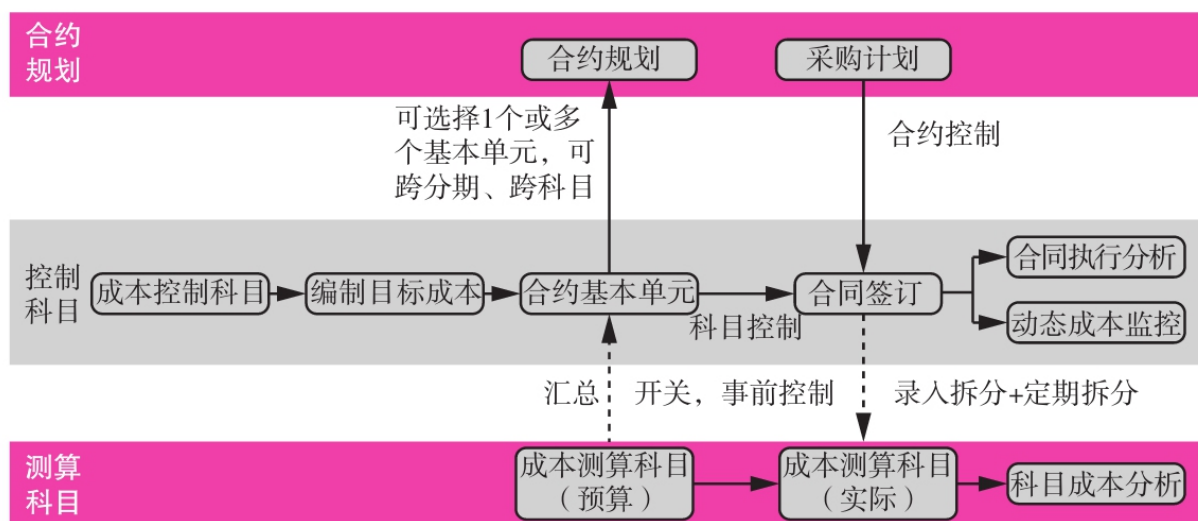 合约
规划
合约规划
采购计划
可选择1个或多
个基本单元，可
跨分期、跨科目
合约控制
控制
科目
成本控制科目
编制目标成本
合约基本单元
科目控制
合同签订
合同执行分析
动态成本监控
汇总
开关，事前控制
录入拆分+定期拆分
测算
科目
成本测算科目
（预算）
成本测算科目
（实际）
科目成本分析